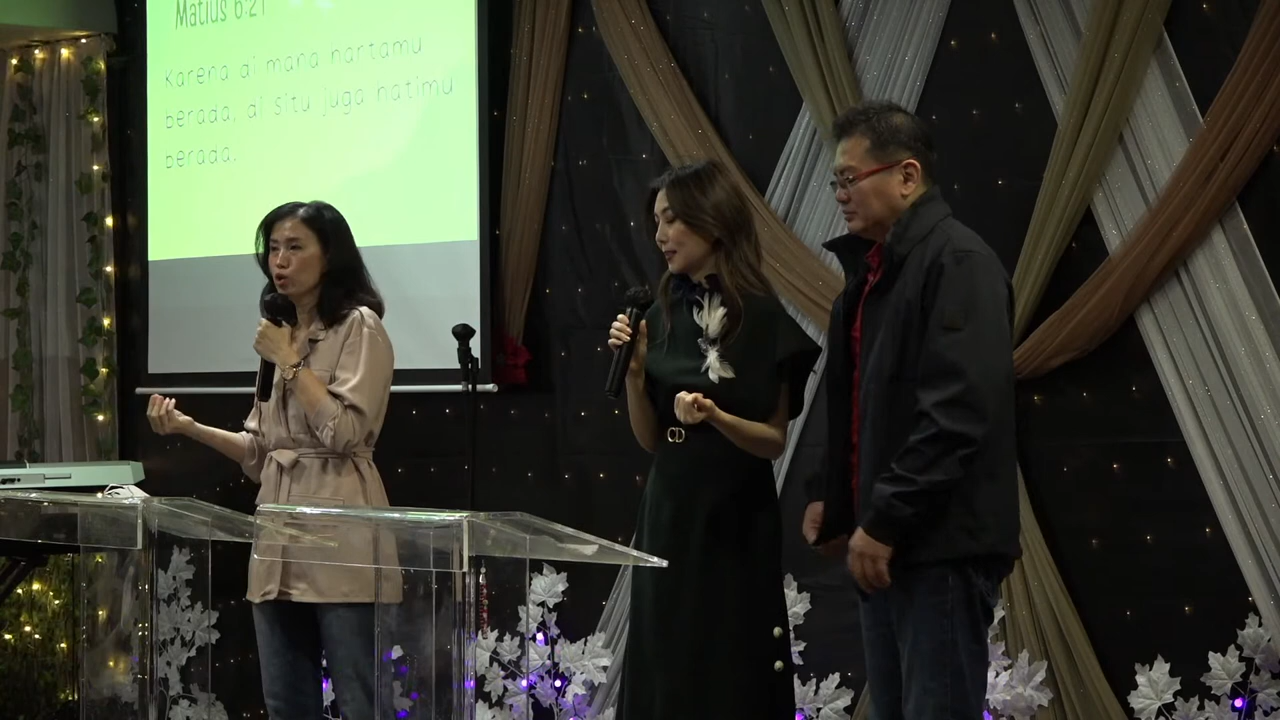 Matius 6:21
Karena di mana hartamu
berada, di situ juga hatimu
berada.
CD